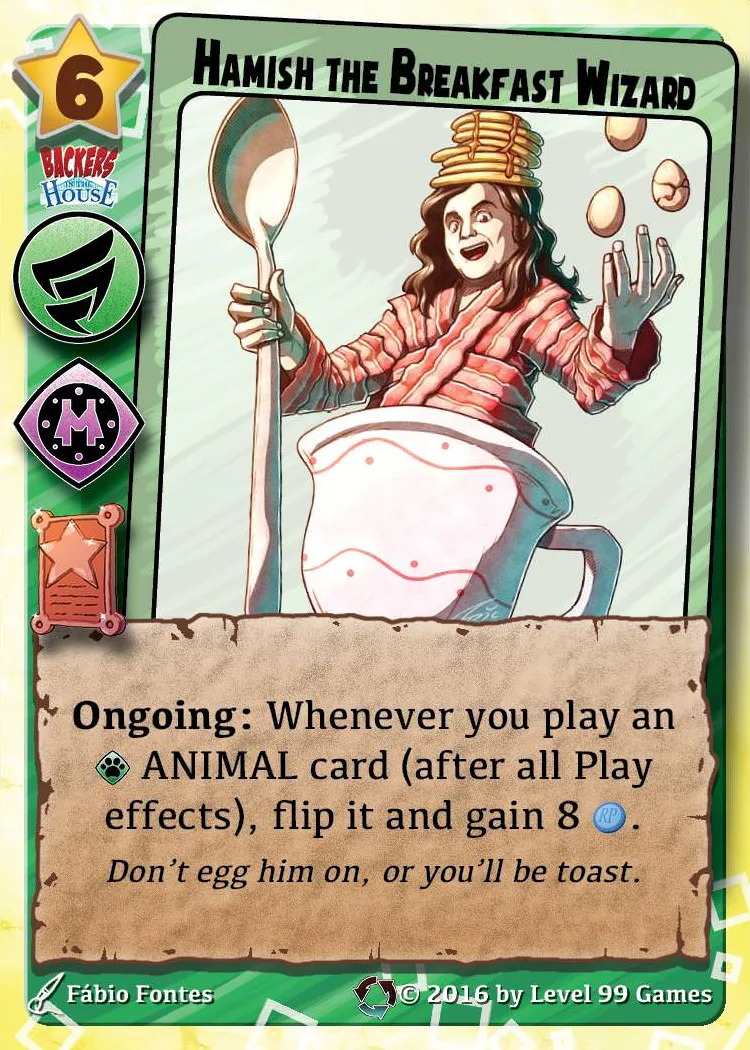 6
HAMISH THE BREAKFAST WIZARD
BACKERS
IN THE
HOUSE
M
Ongoing: Whenever you play an
ANIMAL card (after all Play
effects), flip it and gain 8 RP.
Don't egg him on, or you'll be toast.
Fábio Fontes
© 2016 by Level 99 Games